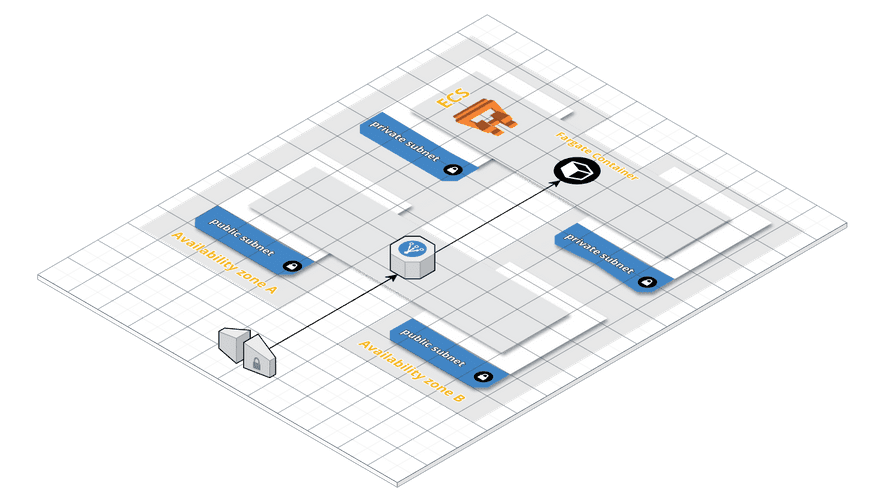 ECS
private subnet
Fargate Container
public subnet
Availability zone A
private subnet
public subnet
Availability zone B